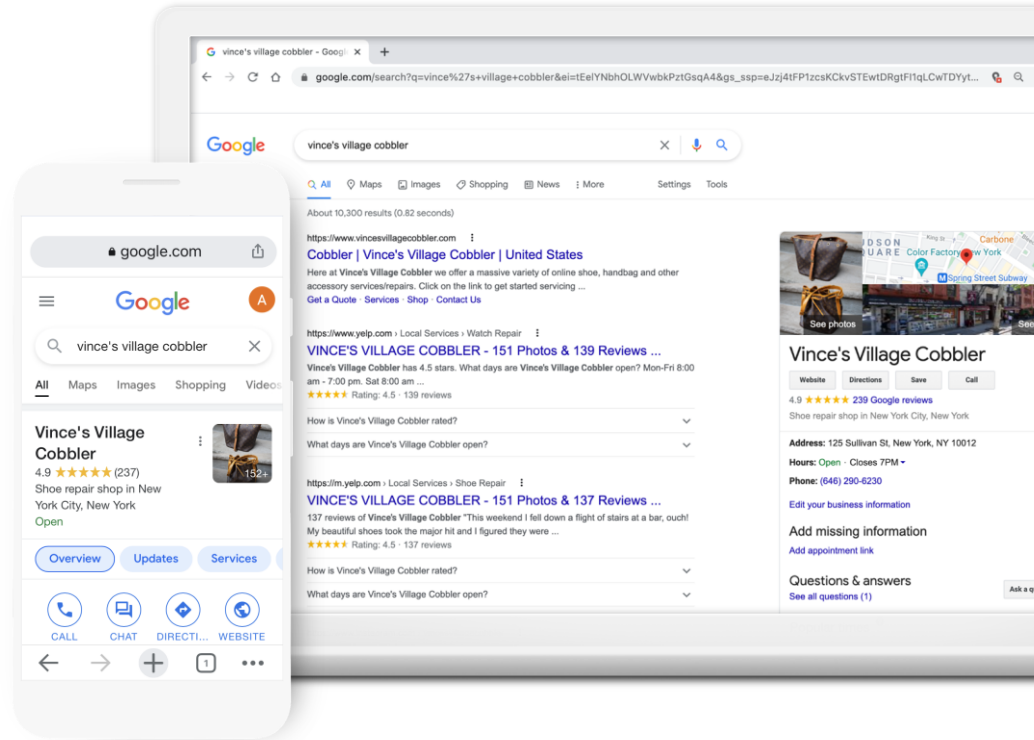 vince's village cobbler - Googl
google.com/search?q=vince%27s+village+cobbler&ei=tEelYNbhOLWVwbkPztGsqA4&gs_ssp=eJzj4tFP1zcsKCkvSTEwtDRgtFI1qLCwTDYyt...
Google
vince's village cobbler
All Maps Images Shopping News More Settings Tools
About 10,300 results (0.82 seconds)
https://www.vincesvillagecobbler.com
Cobbler | Vince's Village Cobbler | United States
Here at Vince's Village Cobbler we offer a massive variety of online shoe, handbag and other
accessory services/repairs. Click on the link to get started servicing ...
Get a Quote · Services · Shop · Contact Us
https://www.yelp.com › Local Services › Watch Repair
VINCE'S VILLAGE COBBLER - 151 Photos & 139 Reviews ...
Vince's Village Cobbler has 4.5 stars. What days are Vince's Village Cobbler open? Mon-Fri 8:00
am - 7:00 pm. Sat 8:00 am ...
Rating: 4.5 · 139 reviews
How is Vince's Village Cobbler rated?
What days are Vince's Village Cobbler open?
https://m.yelp.com › Local Services › Shoe Repair
VINCE'S VILLAGE COBBLER - 151 Photos & 137 Reviews ...
137 reviews of Vince's Village Cobbler "This weekend I fell down a flight of stairs at a bar, ouch!
My beautiful shoes took the major hit and I figured they were ...
Rating: 4.5 · 137 reviews
How is Vince's Village Cobbler rated?
What days are Vince's Village Cobbler open?
King St
Carbone
Color Factory
w York
Spring Street Subway
See photos
See
Vince's Village Cobbler
Website Directions Save Call
4.9 239 Google reviews
Shoe repair shop in New York City, New York
Address: 125 Sullivan St, New York, NY 10012
Hours: Open · Closes 7PM
Phone: (646) 290-6230
Edit your business information
Add missing information
Add appointment link
Questions & answers
See all questions (1)
Ask a q
google.com
Google
A
vince's village cobbler
All Maps Images Shopping Videos
Vince's Village
Cobbler
152+
4.9 (237)
Shoe repair shop in New
York City, New York
Open
Overview Updates Services
CALL CHAT DIRECTI... WEBSITE
1